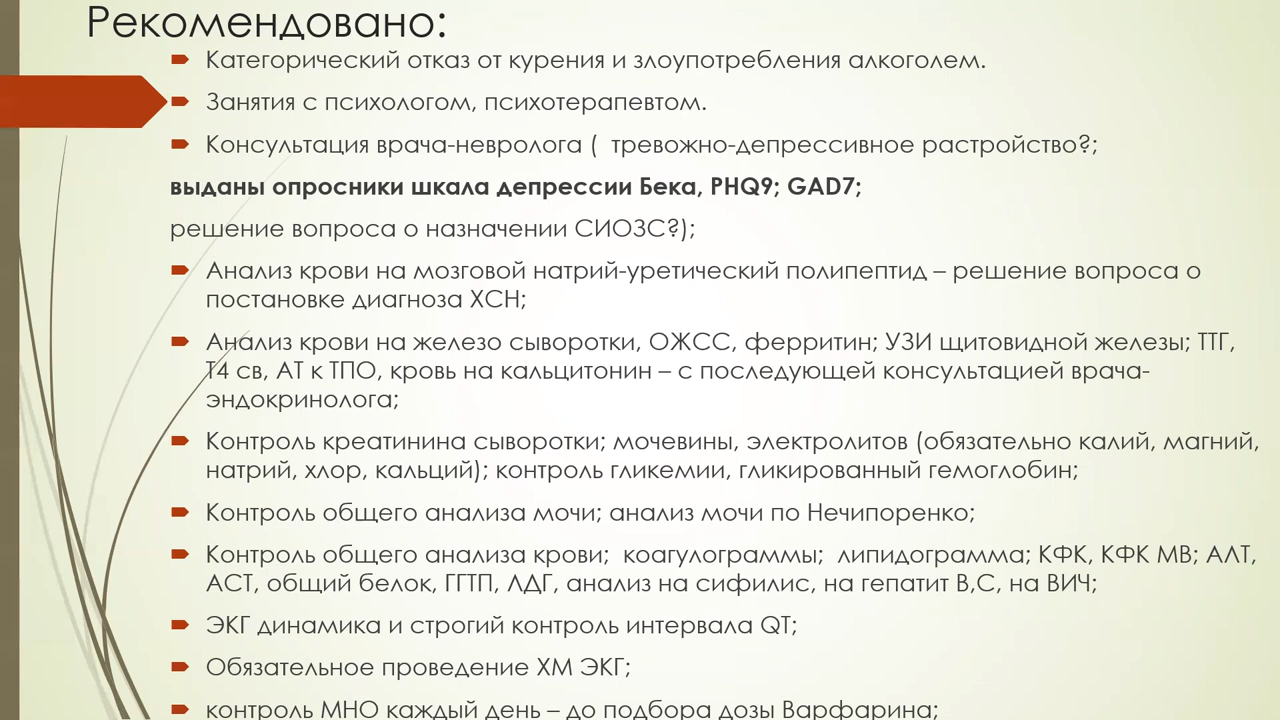 Рекомендовано:
Категорический отказ от курения и злоупотребления алкоголем.
Занятия с психологом, психотерапевтом.
Консультация врача-невролога (  тревожно-депрессивное растройство?;
выданы опросники шкала депрессии Бека, PHQ9; GAD7;
решение вопроса о назначении СИОЗС?);
Анализ крови на мозговой натрий-уретический полипептид – решение вопроса о
постановке диагноза ХСН;
Анализ крови на железо сыворотки, ОЖСС, ферритин; УЗИ щитовидной железы; ТТГ,
Т4 св, АТ к ТПО, кровь на кальцитонин – с последующей консультацией врача-
эндокринолога;
Контроль креатинина сыворотки; мочевины, электролитов (обязательно калий, магний,
натрий, хлор, кальций); контроль гликемии, гликированный гемоглобин;
Контроль общего анализа мочи; анализ мочи по Нечипоренко;
Контроль общего анализа крови;  коагулограммы;  липидограмма; КФК, КФК МВ; АЛТ,
АСТ, общий белок, ГГТП, ЛДГ, анализ на сифилис, на гепатит В,С, на ВИЧ;
ЭКГ динамика и строгий контроль интервала QT;
Обязательное проведение ХМ ЭКГ;
контроль МНО каждый день – до подбора дозы Варфарина;